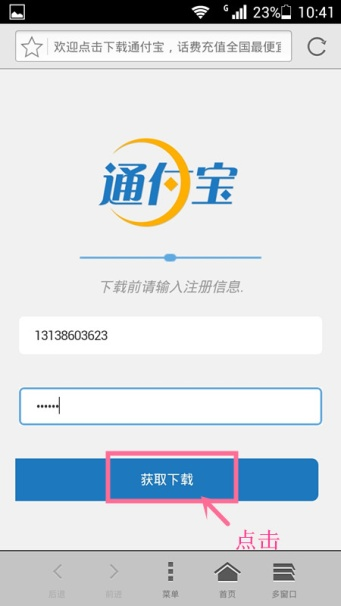 G 23% 10:41
欢迎点击下载通付宝，话费充值全国最便宜
通付宝
下载前请输入注册信息.
13138603623
••••••
获取下载
点击
后退 前进 菜单 首页 多窗口